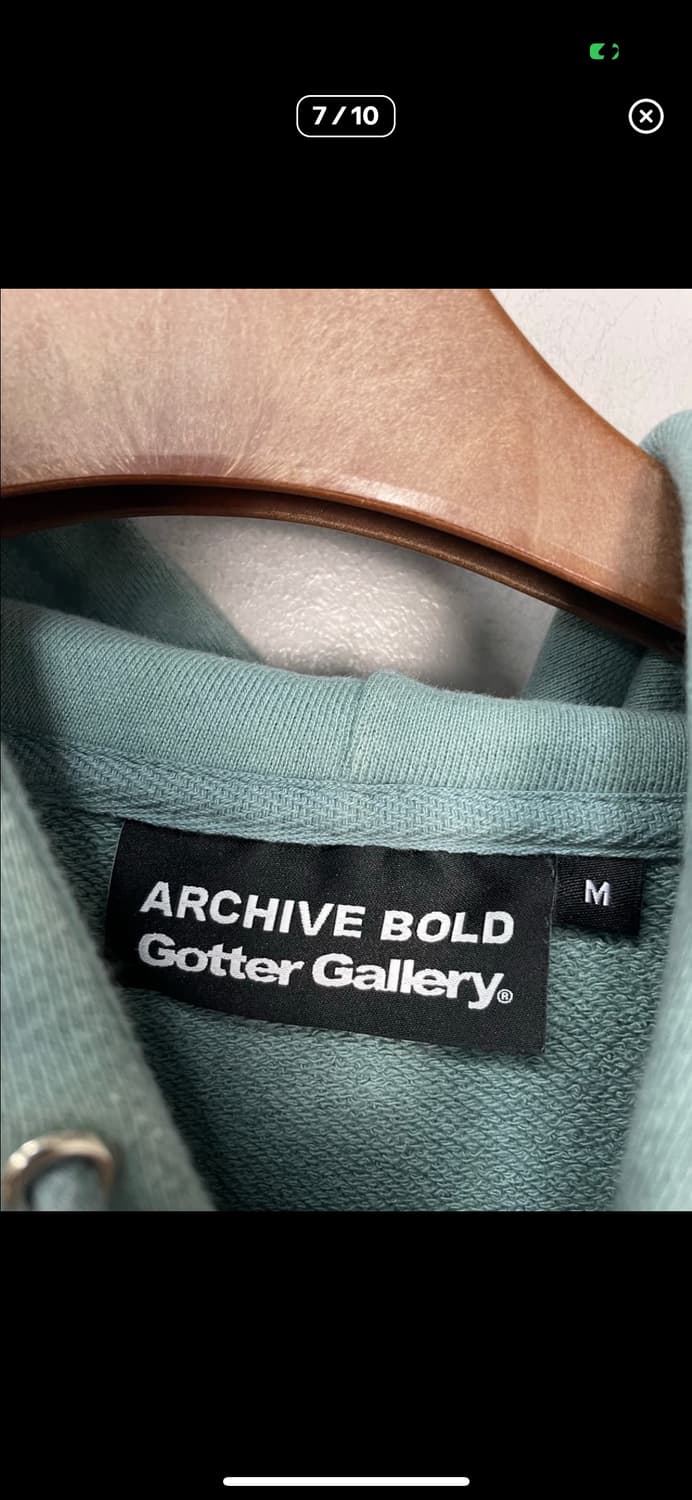 7 / 10
ARCHIVE BOLD
M
Gotter Gallery®